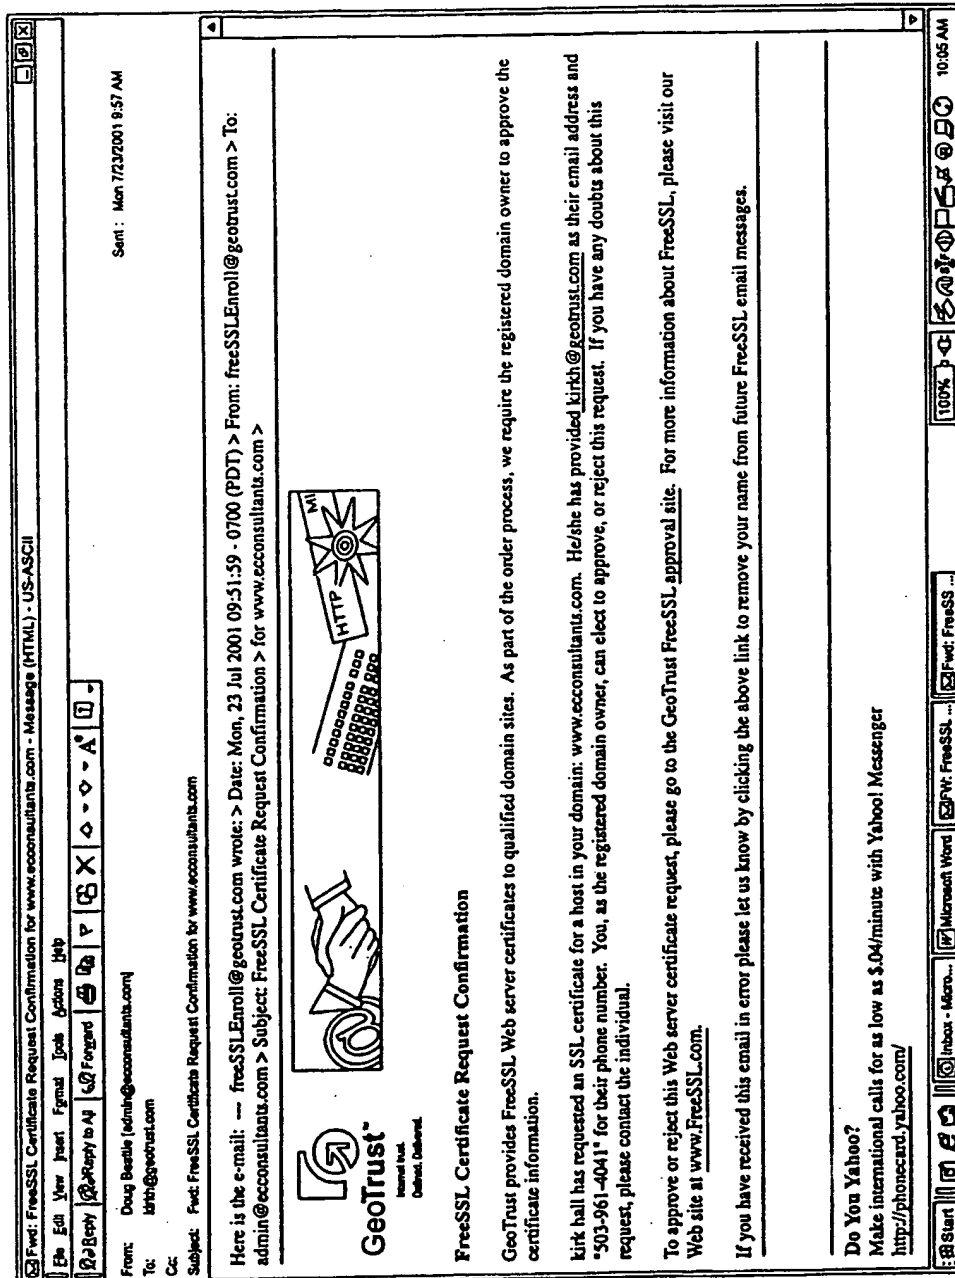 Fwd: FreeSSL Certificate Request Confirmation for www.ecconsultants.com - Message (HTML) - US-ASCII
File Edit View Insert Format Tools Actions Help
Reply Reply to All Forward
From: Doug Beattie [admin@ecconsultants.com]
Sent: Mon 7/23/2001 9:57 AM
To: kirkh@geotrust.com
Cc:
Subject: Fwd: FreeSSL Certificate Request Confirmation for www.ecconsultants.com
Here is the e-mail: --- freeSSLEnroll@geotrust.com wrote: > Date: Mon, 23 Jul 2001 09:51:59 - 0700 (PDT) > From: freeSSLEnroll@geotrust.com > To:
admin@ecconsultants.com > Subject: FreeSSL Certificate Request Confirmation > for www.ecconsultants.com >
GeoTrust™
Internet trust.
Defined. Delivered.
@
HTTP
MI
FreeSSL Certificate Request Confirmation
GeoTrust provides FreeSSL Web server certificates to qualified domain sites. As part of the order process, we require the registered domain owner to approve the
certificate information.
kirk hall has requested an SSL certificate for a host in your domain: www.ecconsultants.com. He/she has provided kirkh@geotrust.com as their email address and
"503-961-4041" for their phone number. You, as the registered domain owner, can elect to approve, or reject this request. If you have any doubts about this
request, please contact the individual.
To approve or reject this Web server certificate request, please go to the GeoTrust FreeSSL approval site. For more information about FreeSSL, please visit our
Web site at www.FreeSSL.com.
If you have received this email in error please let us know by clicking the above link to remove your name from future FreeSSL email messages.
Do You Yahoo?
Make international calls for as low as $.04/minute with Yahoo! Messenger
http://phonecard.yahoo.com/
Start
Inbox - Micro...
Microsoft Word
FW: FreeSSL ...
Fwd: FreeSS ...
100%
10:05 AM